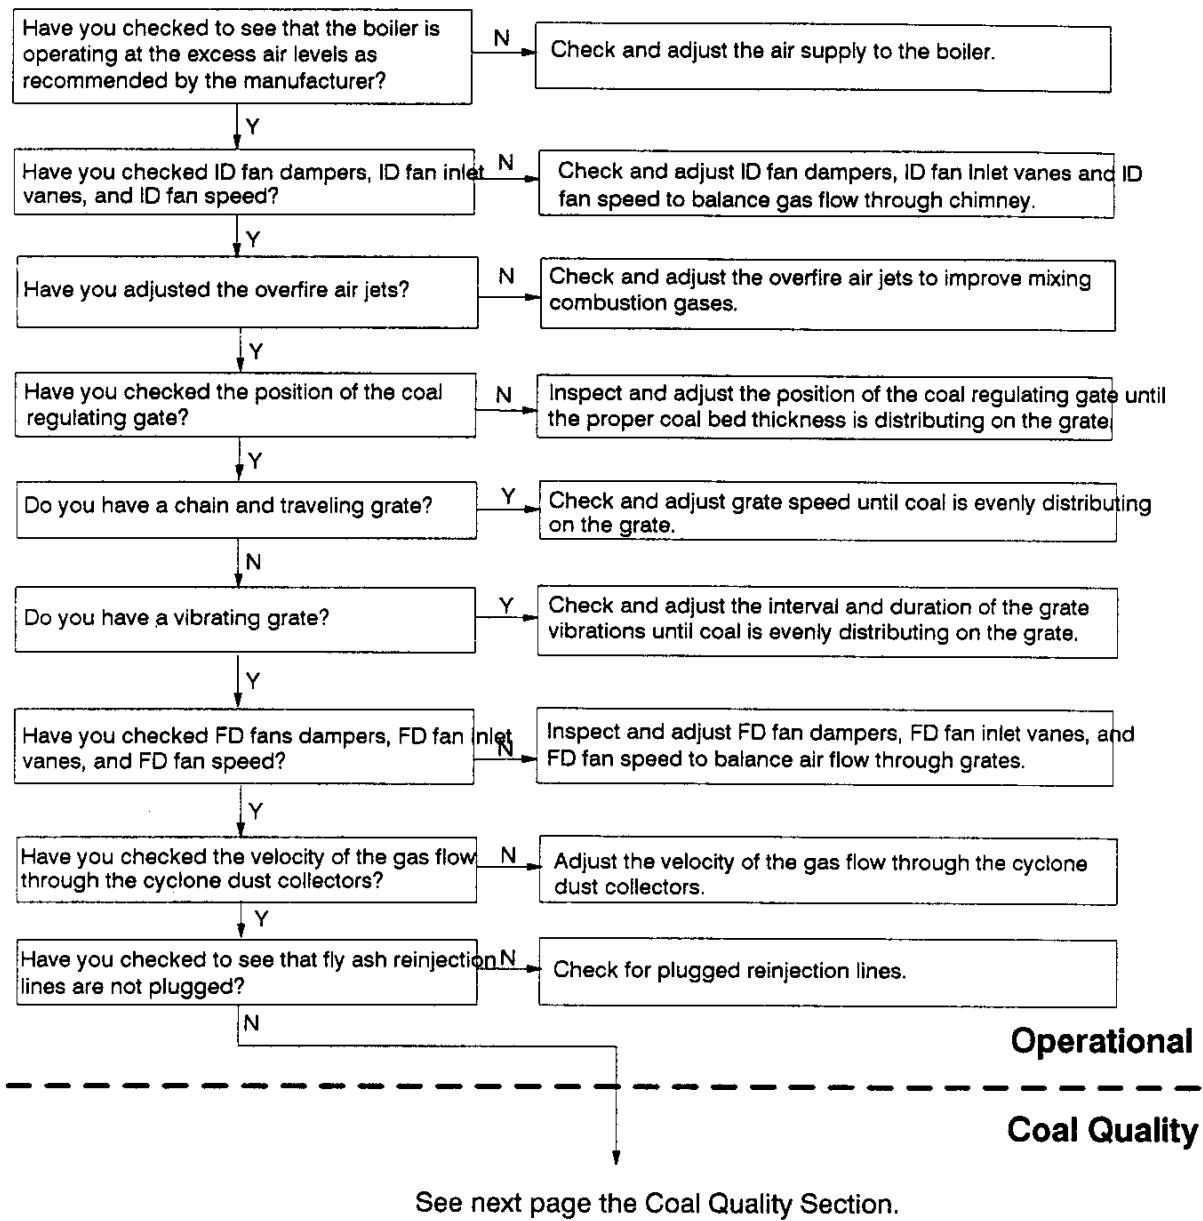 Have you checked to see that the boiler is
operating at the excess air levels as
recommended by the manufacturer?
N
Check and adjust the air supply to the boiler.
Y
Have you checked ID fan dampers, ID fan inlet
vanes, and ID fan speed?
N
Check and adjust ID fan dampers, ID fan Inlet vanes and ID
fan speed to balance gas flow through chimney.
Y
Have you adjusted the overfire air jets?
N
Check and adjust the overfire air jets to improve mixing
combustion gases.
Y
Have you checked the position of the coal
regulating gate?
N
Inspect and adjust the position of the coal regulating gate until
the proper coal bed thickness is distributing on the grate.
Y
Do you have a chain and traveling grate?
Y
Check and adjust grate speed until coal is evenly distributing
on the grate.
N
Do you have a vibrating grate?
Y
Check and adjust the interval and duration of the grate
vibrations until coal is evenly distributing on the grate.
Y
Have you checked FD fans dampers, FD fan inlet
vanes, and FD fan speed?
N
Inspect and adjust FD fan dampers, FD fan inlet vanes, and
FD fan speed to balance air flow through grates.
Y
Have you checked the velocity of the gas flow
through the cyclone dust collectors?
N
Adjust the velocity of the gas flow through the cyclone
dust collectors.
Y
Have you checked to see that fly ash reinjection
lines are not plugged?
N
Check for plugged reinjection lines.
N
Operational
Coal Quality
See next page the Coal Quality Section.